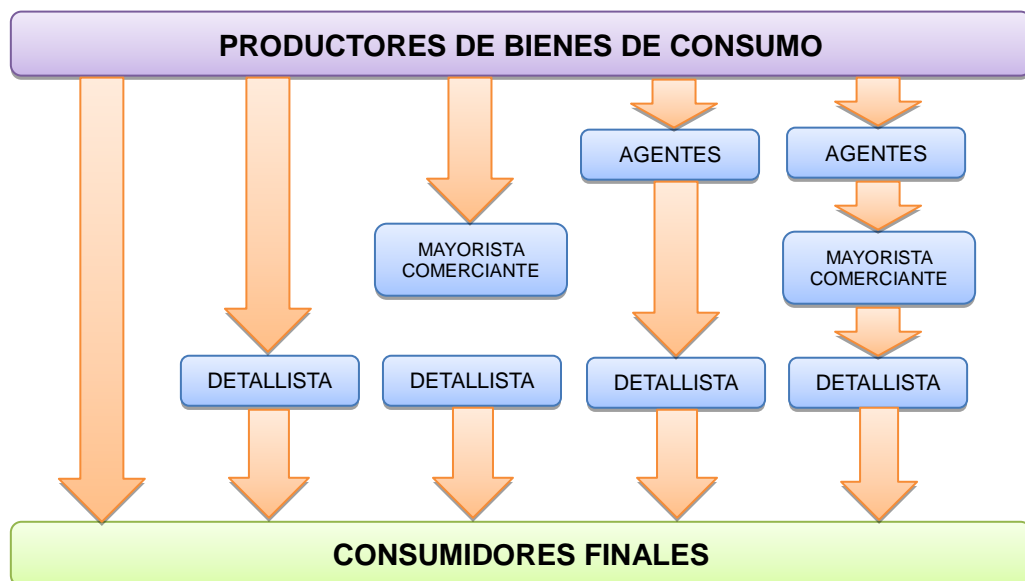 PRODUCTORES DE BIENES DE CONSUMO
AGENTES
AGENTES
MAYORISTA
COMERCIANTE
MAYORISTA
COMERCIANTE
DETALLISTA
DETALLISTA
DETALLISTA
DETALLISTA
CONSUMIDORES FINALES